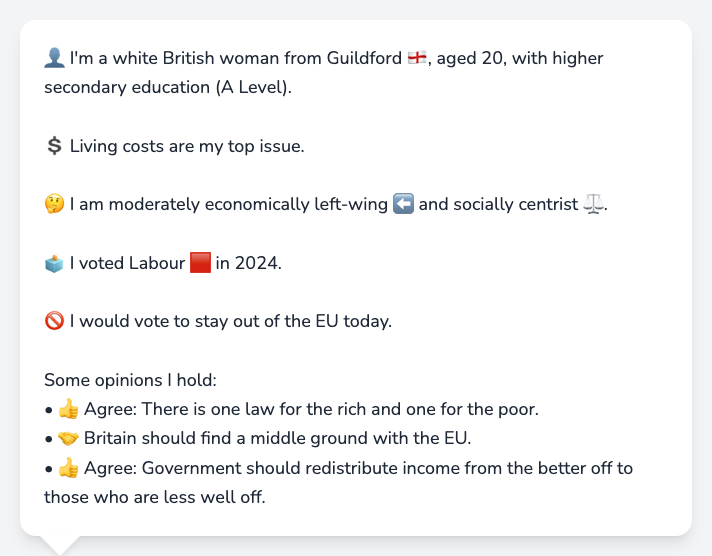 👤 I'm a white British woman from Guildford 🏴󠁧󠁢󠁥󠁮󠁧󠁿, aged 20, with higher
secondary education (A Level).
💲 Living costs are my top issue.
🤔 I am moderately economically left-wing ⬅️ and socially centrist ⚖️.
🗳️ I voted Labour 🟥 in 2024.
🚫 I would vote to stay out of the EU today.
Some opinions I hold:
• 👍 Agree: There is one law for the rich and one for the poor.
• 🤝 Britain should find a middle ground with the EU.
• 👍 Agree: Government should redistribute income from the better off to
those who are less well off.